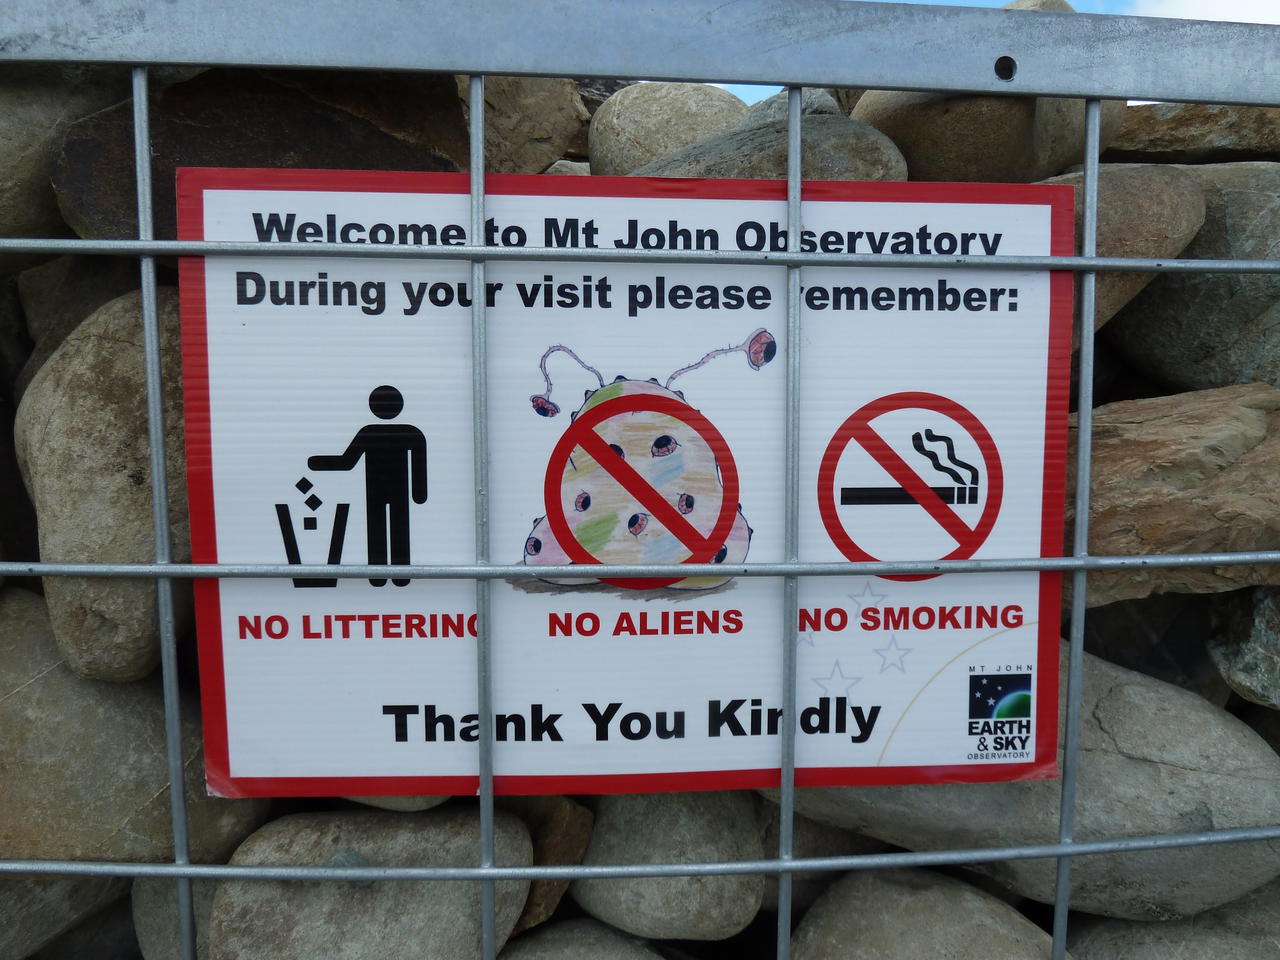 Welcome to Mt John Observatory
During your visit please remember:
NO LITTERING
NO ALIENS
NO SMOKING
Thank You Kindly
MT JOHN
EARTH
& SKY
OBSERVATORY